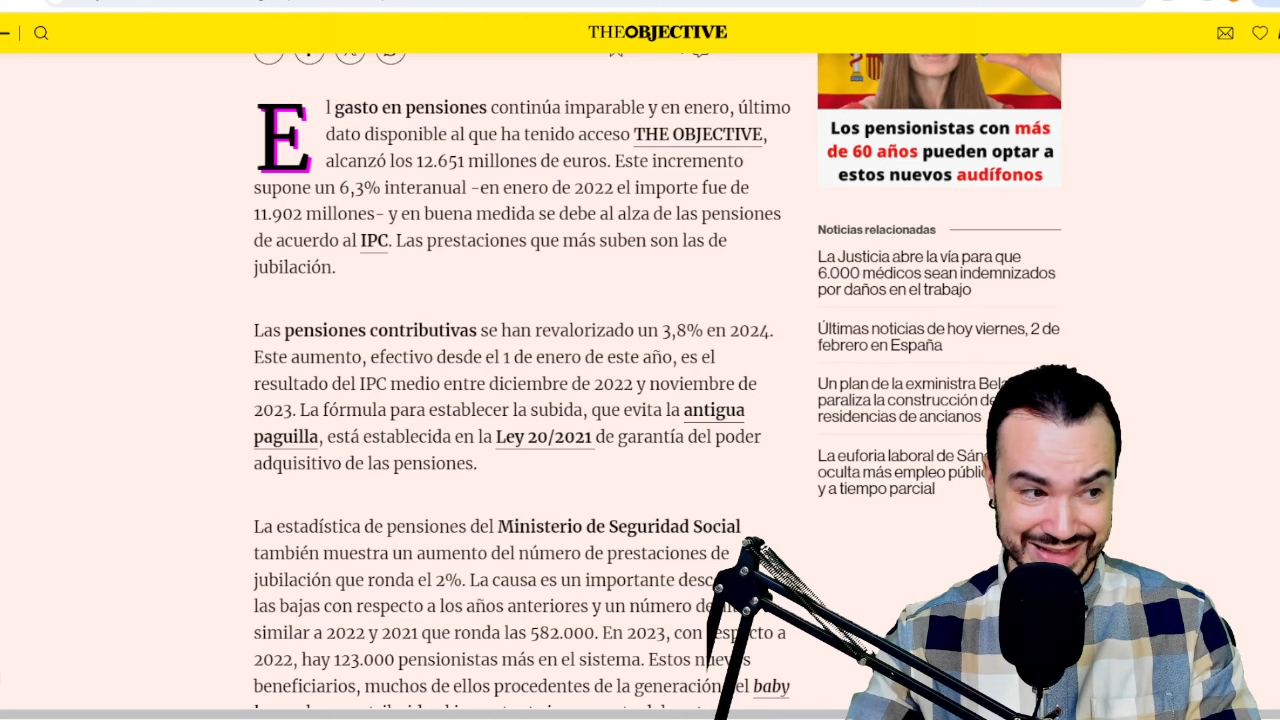 THEOBJECTIVE
El gasto en pensiones continúa imparable y en enero, último
dato disponible al que ha tenido acceso THE OBJECTIVE,
alcanzó los 12.651 millones de euros. Este incremento
supone un 6,3% interanual -en enero de 2022 el importe fue de
11.902 millones- y en buena medida se debe al alza de las pensiones
de acuerdo al IPC. Las prestaciones que más suben son las de
jubilación.
Las pensiones contributivas se han revalorizado un 3,8% en 2024.
Este aumento, efectivo desde el 1 de enero de este año, es el
resultado del IPC medio entre diciembre de 2022 y noviembre de
2023. La fórmula para establecer la subida, que evita la antigua
paguilla, está establecida en la Ley 20/2021 de garantía del poder
adquisitivo de las pensiones.
La estadística de pensiones del Ministerio de Seguridad Social
también muestra un aumento del número de prestaciones de
jubilación que ronda el 2%. La causa es un importante
las bajas con respecto a los años anteriores y un número de
similar a 2022 y 2021 que ronda las 582.000. En 2023, con respecto a
2022, hay 123.000 pensionistas más en el sistema. Estos nuevos
beneficiarios, muchos de ellos procedentes de la generación del baby
Los pensionistas con más
de 60 años pueden optar a
estos nuevos audífonos
Noticias relacionadas
La Justicia abre la vía para que
6.000 médicos sean indemnizados
por daños en el trabajo
Últimas noticias de hoy viernes, 2 de
febrero en España
Un plan de la exministra
paraliza la construcción de
residencias de ancianos
La euforia laboral de
oculta más empleo
y a tiempo parcial